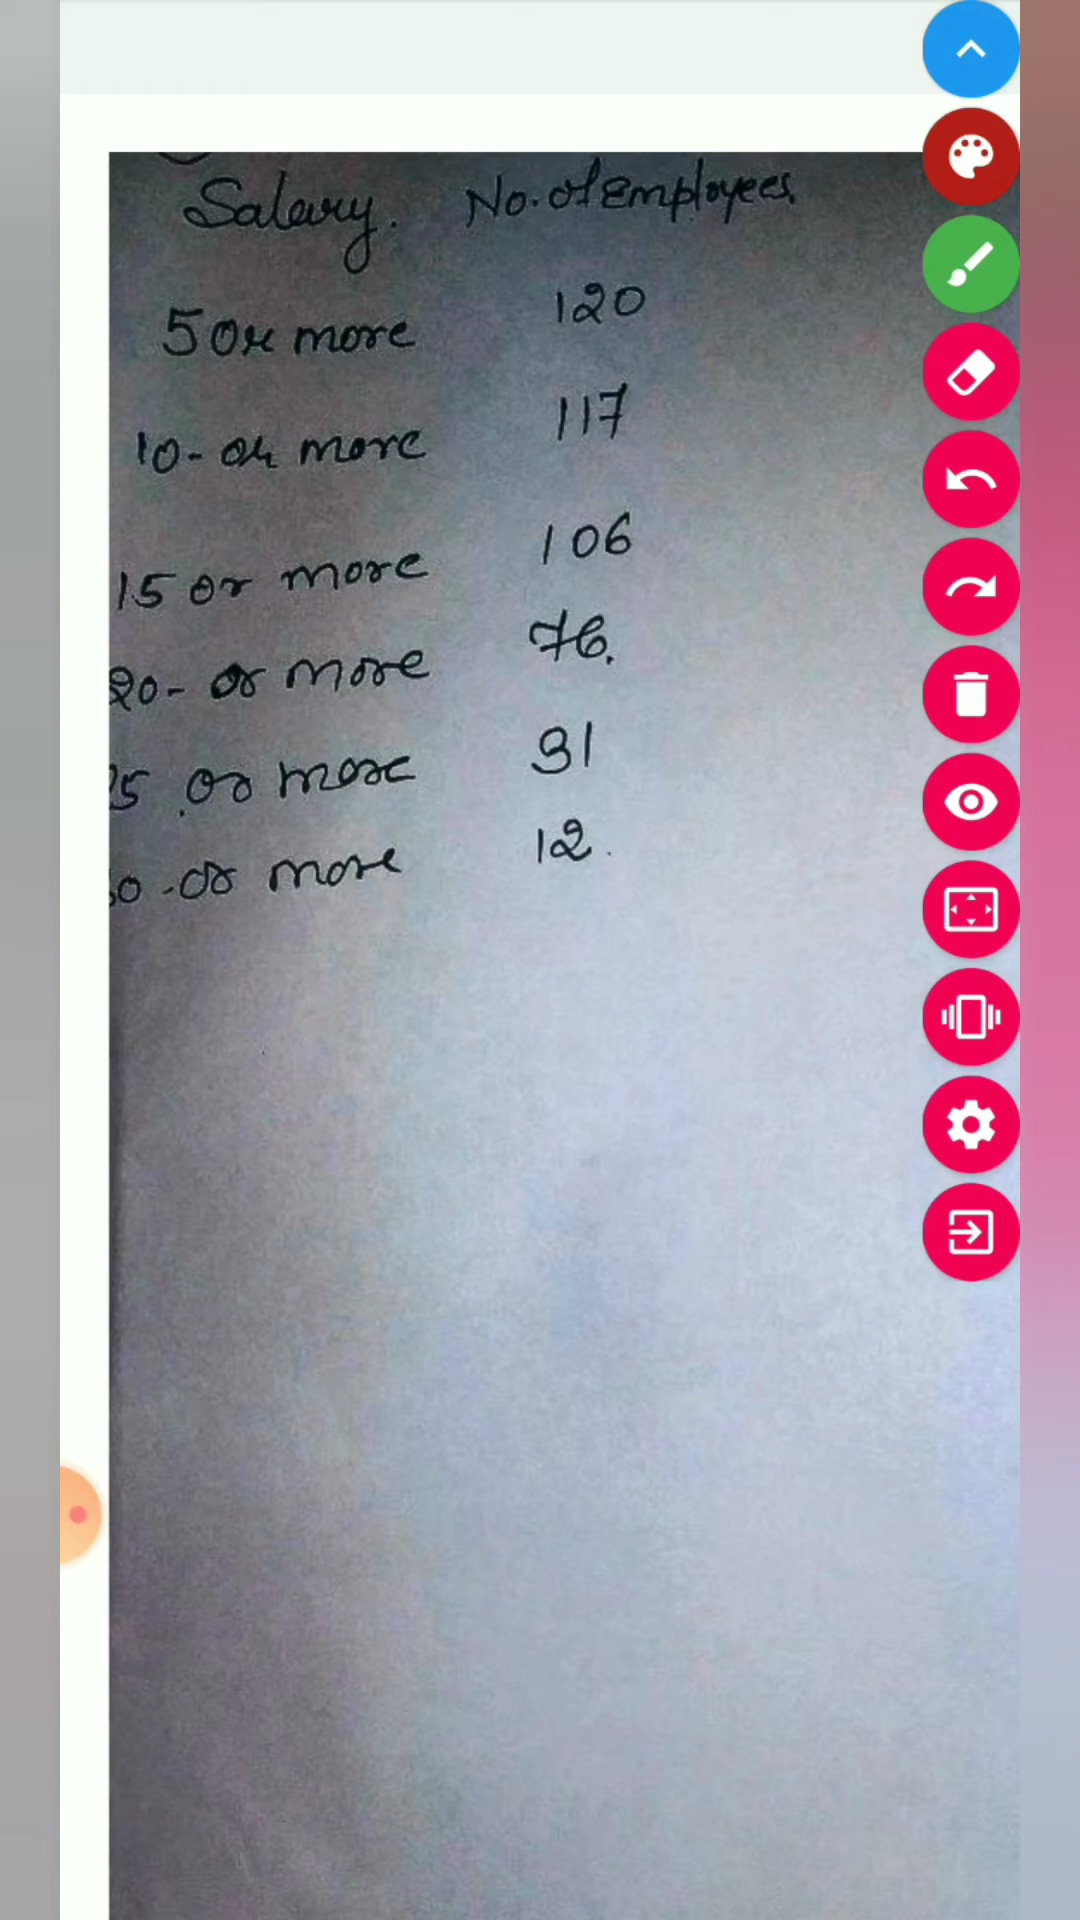 Salary. No. of Employees
5 or more 120
10- or more 117
15 or more 106
20- or more 76.
25 or more 31
0 - or more 12.